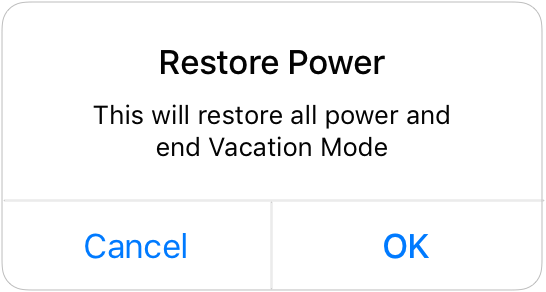 Restore Power
This will restore all power and
end Vacation Mode
Cancel
OK